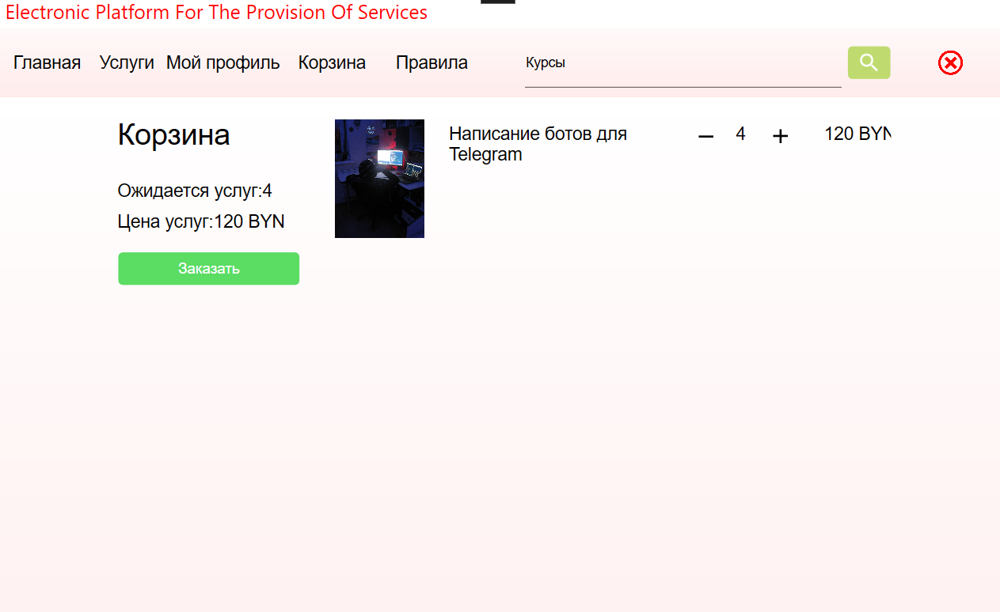 Electronic Platform For The Provision Of Services
Главная Услуги Мой профиль Корзина Правила Курсы
Корзина
Ожидается услуг:4
Цена услуг:120 BYN
Заказать
Написание ботов для
Telegram
4
120 BYN